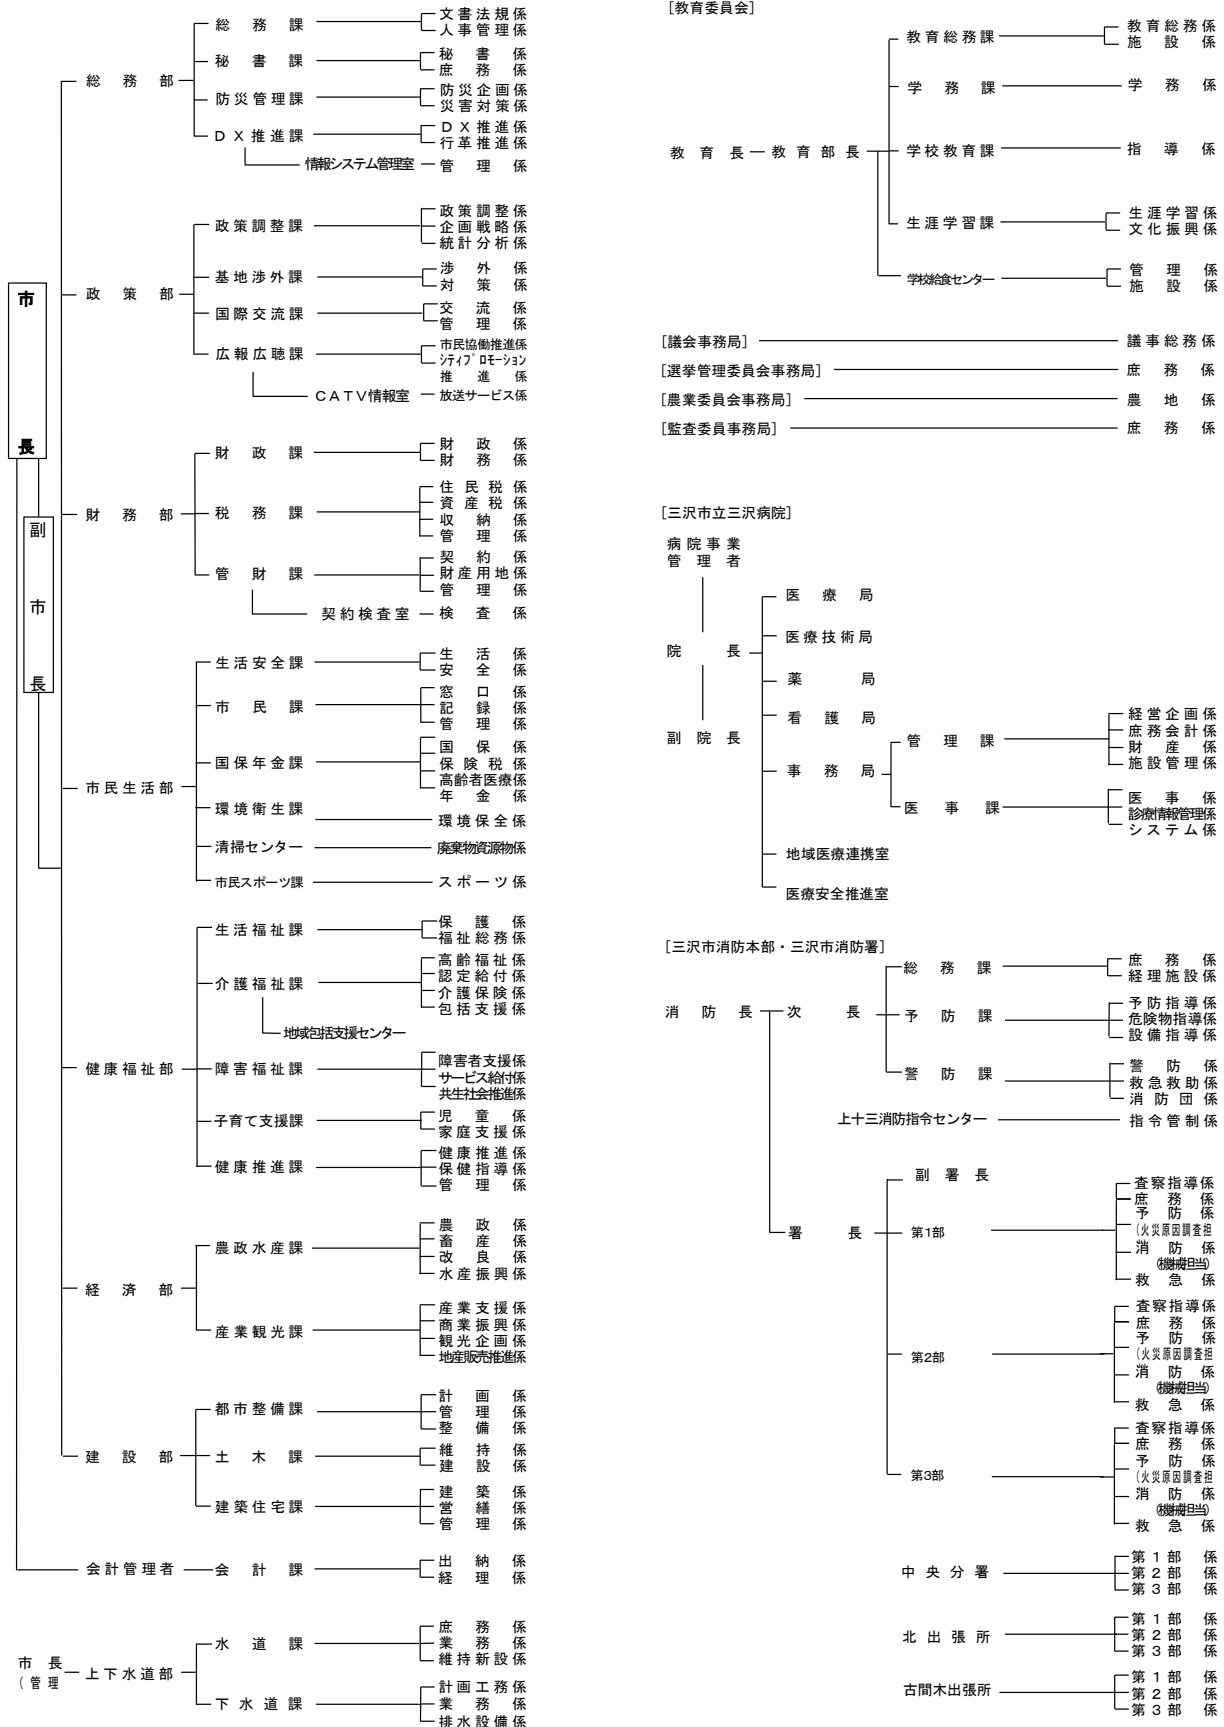 市長
副市長
総務部
総務課
文書法規係
人事管理係
秘書課
秘書係
庶務係
防災管理課
防災企画係
災害対策係
ＤＸ推進課
ＤＸ推進係
行革推進係
情報システム管理室
管理係
政策部
政策調整課
政策調整係
企画戦略係
統計分析係
基地渉外課
渉外係
対策係
国際交流課
交流係
管理係
広報広聴課
市民協働推進係
ｼﾃｨﾌﾟﾛﾓｰｼｮﾝ
推進係
ＣＡＴＶ情報室
放送サービス係
財務部
財政課
財政係
財務係
税務課
住民税係
資産税係
収納係
管理係
管財課
契約係
財産用地係
管理係
契約検査室
検査係
市民生活部
生活安全課
生活係
安全係
市民課
窓口係
記録係
管理係
国保年金課
国保係
保険税係
高齢者医療係
年金係
環境衛生課
環境保全係
清掃センター
廃棄物資源物係
市民スポーツ課
スポーツ係
健康福祉部
生活福祉課
保護係
福祉総務係
介護福祉課
高齢福祉係
認定給付係
介護保険係
包括支援係
地域包括支援センター
障害福祉課
障害者支援係
サービス給付係
共生社会推進係
子育て支援課
児童係
家庭支援係
健康推進課
健康推進係
保健指導係
管理係
経済部
農政水産課
農政係
畜産係
改良係
水産振興係
産業観光課
産業支援係
商業振興係
観光企画係
地産販売推進係
建設部
都市整備課
計画係
管理係
整備係
土木課
維持係
建設係
建築住宅課
建築係
営繕係
管理係
会計管理者
会計課
出納係
経理係
市長
（管理
上下水道部
水道課
庶務係
業務係
維持新設係
下水道課
計画工務係
業務係
排水設備係
［教育委員会］
教育長
教育部長
教育総務課
教育総務係
施設係
学務課
学務係
学校教育課
指導係
生涯学習課
生涯学習係
文化振興係
学校給食センター
管理係
施設係
［議会事務局］
議事総務係
［選挙管理委員会事務局］
庶務係
［農業委員会事務局］
農地係
［監査委員事務局］
庶務係
［三沢市立三沢病院］
病院事業
管理者
院長
副院長
医療局
医療技術局
薬局
看護局
事務局
管理課
経営企画係
庶務会計係
財産係
施設管理係
医事課
医事係
診療情報管理係
システム係
地域医療連携室
医療安全推進室
［三沢市消防本部・三沢市消防署］
消防長
次長
総務課
庶務係
経理施設係
予防課
予防指導係
危険物指導係
設備指導係
警防課
警防係
救急救助係
消防団係
上十三消防指令センター
指令管制係
署長
副署長
第1部
査察指導係
庶務係
予防係
（火災原因調査担
消防係
（機械担当）
救急係
第2部
査察指導係
庶務係
予防係
（火災原因調査担
消防係
（機械担当）
救急係
第3部
査察指導係
庶務係
予防係
（火災原因調査担
消防係
（機械担当）
救急係
中央分署
第１部係
第２部係
第３部係
北出張所
第１部係
第２部係
第３部係
古間木出張所
第１部係
第２部係
第３部係